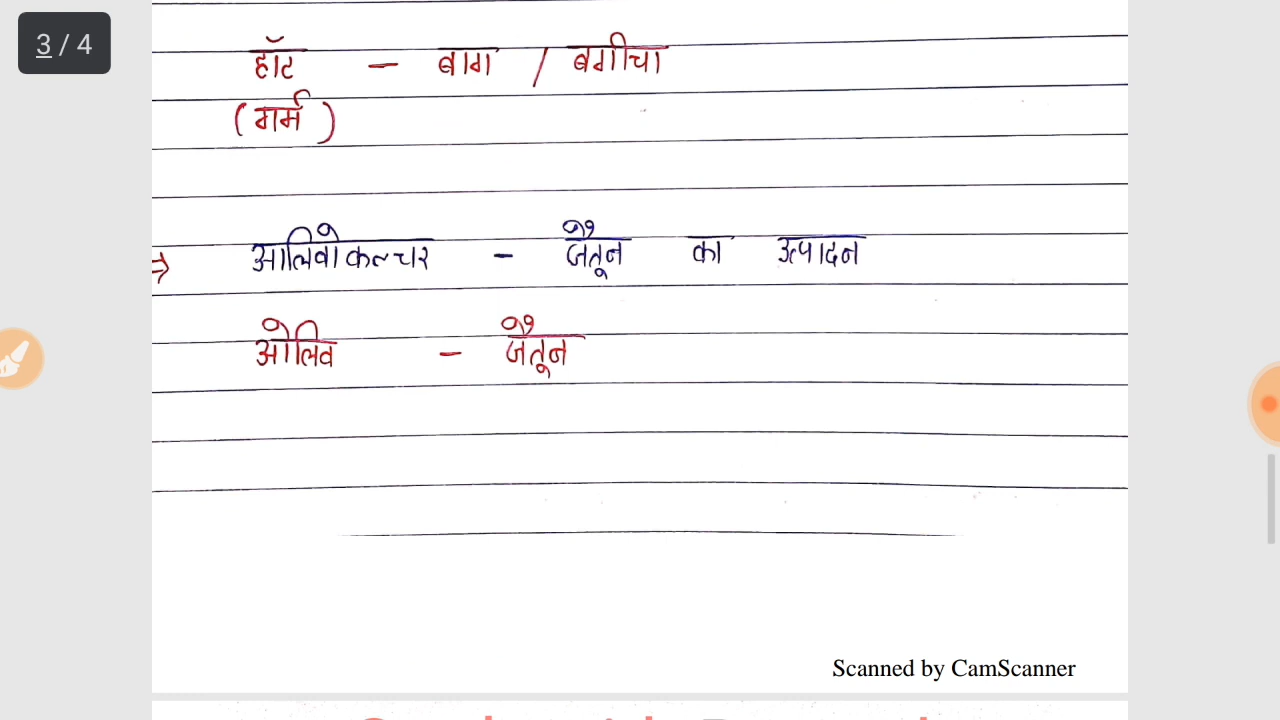 3 / 4
हॉट - बाग / बगीचा
(गर्म)
⇒ ओलिवोकल्चर - जैतून का उत्पादन
ओलिव - जैतून
Scanned by CamScanner